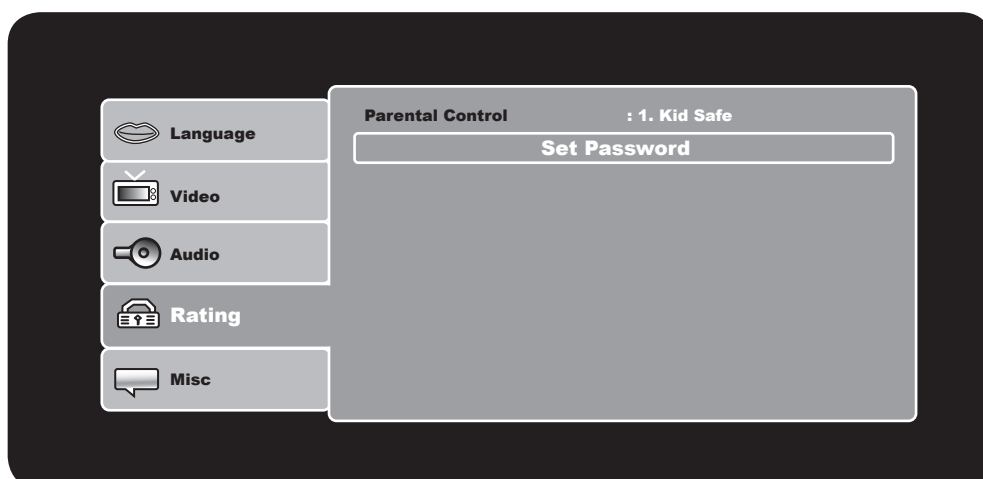 Language
Video
Audio
Rating
Misc
Parental Control : 1. Kid Safe
Set Password